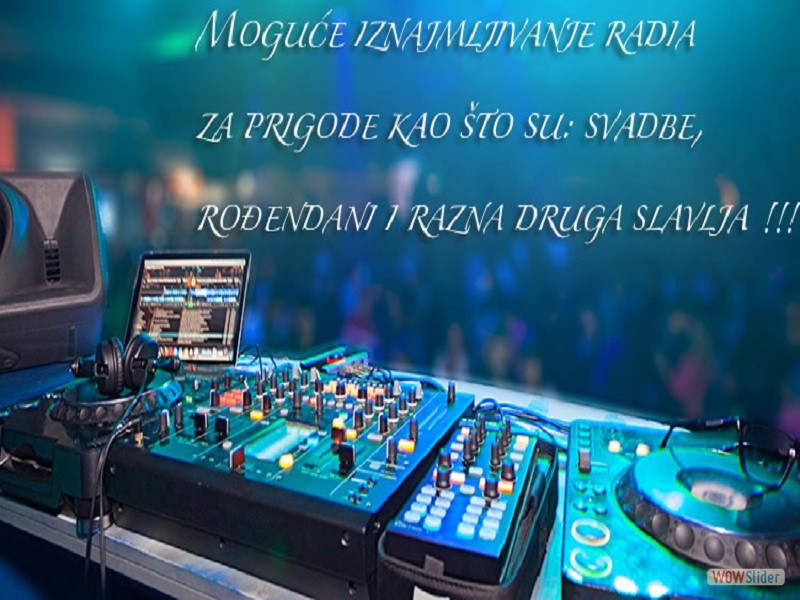 Moguće iznajmljivanje radia
za prigode kao što su: svadbe,
rođendani i razna druga slavlja !!!
WOWSlider